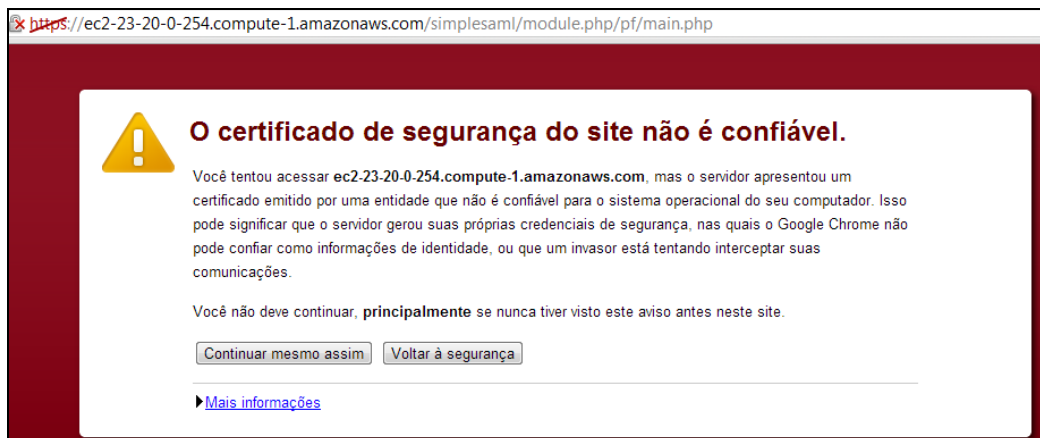 https://ec2-23-20-0-254.compute-1.amazonaws.com/simplesaml/module.php/pf/main.php
O certificado de segurança do site não é confiável.
Você tentou acessar ec2-23-20-0-254.compute-1.amazonaws.com, mas o servidor apresentou um
certificado emitido por uma entidade que não é confiável para o sistema operacional do seu computador. Isso
pode significar que o servidor gerou suas próprias credenciais de segurança, nas quais o Google Chrome não
pode confiar como informações de identidade, ou que um invasor está tentando interceptar suas
comunicações.
Você não deve continuar, principalmente se nunca tiver visto este aviso antes neste site.
Continuar mesmo assim Voltar à segurança
Mais informações